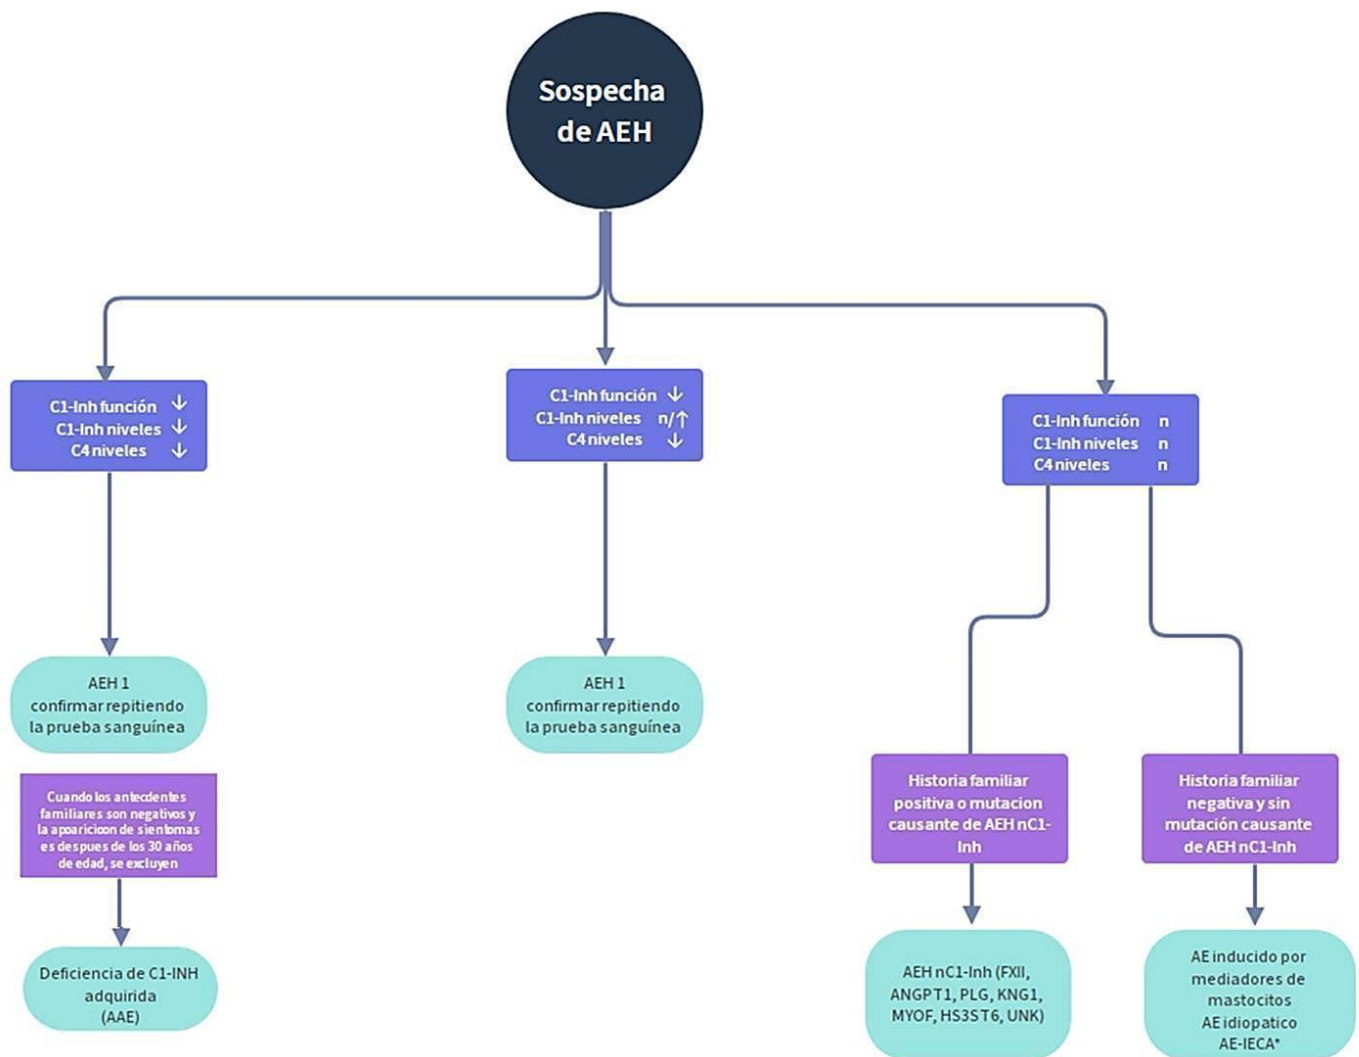 Sospecha
de AEH
C1-Inh función ↓
C1-Inh niveles ↓
C4 niveles ↓
C1-Inh función ↓
C1-Inh niveles n/↑
C4 niveles ↓
C1-Inh función n
C1-Inh niveles n
C4 niveles n
AEH 1
confirmar repitiendo
la prueba sanguínea
AEH 1
confirmar repitiendo
la prueba sanguínea
Cuando los antecdentes
familiares son negativos y
la apoaricioon de sientomas
es despues de los 30 años
de edad, se excluyen
Historia familiar
positiva o mutacion
causante de AEH nC1-
Inh
Historia familiar
negativa y sin
mutación causante
de AEH nC1-Inh
Deficiencia de C1-INH
adquirida
(AAE)
AEH nC1-Inh (FXII,
ANGPT1, PLG, KNG1,
MYOF, HS3ST6, UNK)
AE inducido por
mediadores de
mastocitos
AE idiopatico
AE-IECA*